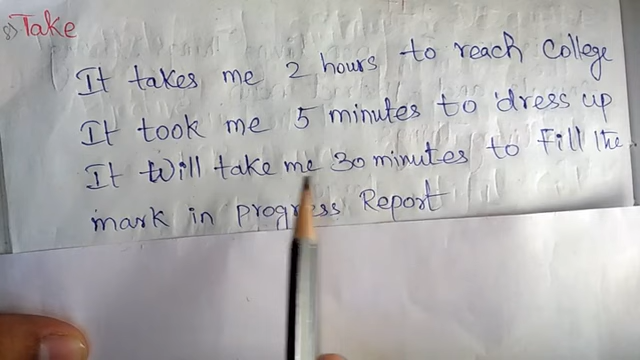 8) Take
It takes me 2 hours to reach college
It took me 5 minutes to dress up
It will take me 30 minutes to Fill the
mark in progress Report